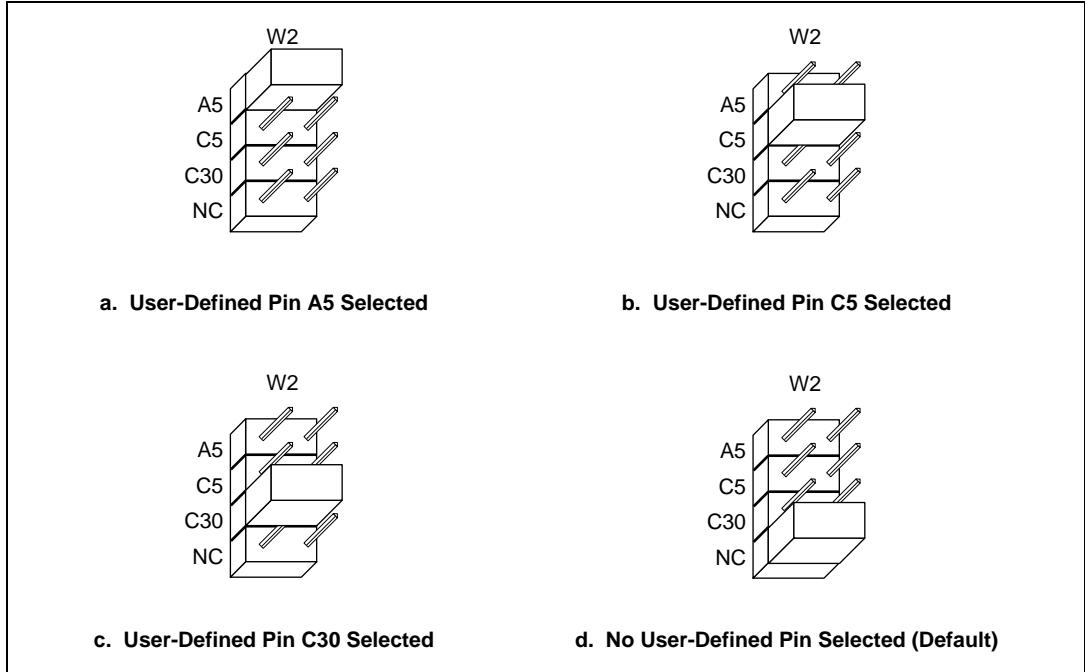 W2
A5
C5
C30
NC
a. User-Defined Pin A5 Selected
W2
A5
C5
C30
NC
b. User-Defined Pin C5 Selected
W2
A5
C5
C30
NC
c. User-Defined Pin C30 Selected
W2
A5
C5
C30
NC
d. No User-Defined Pin Selected (Default)